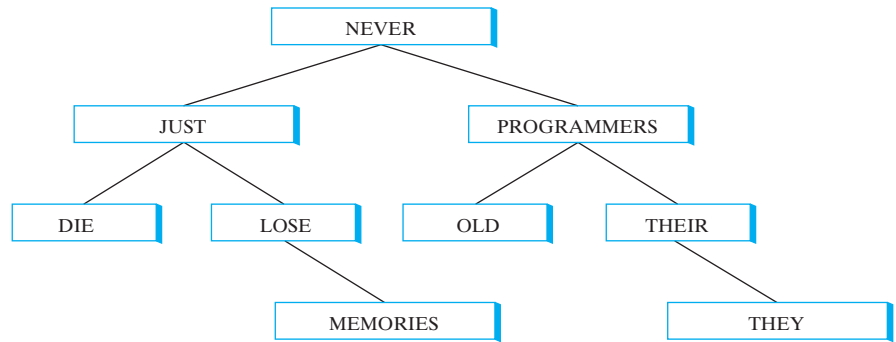 NEVER
JUST PROGRAMMERS
DIE LOSE OLD THEIR
MEMORIES THEY